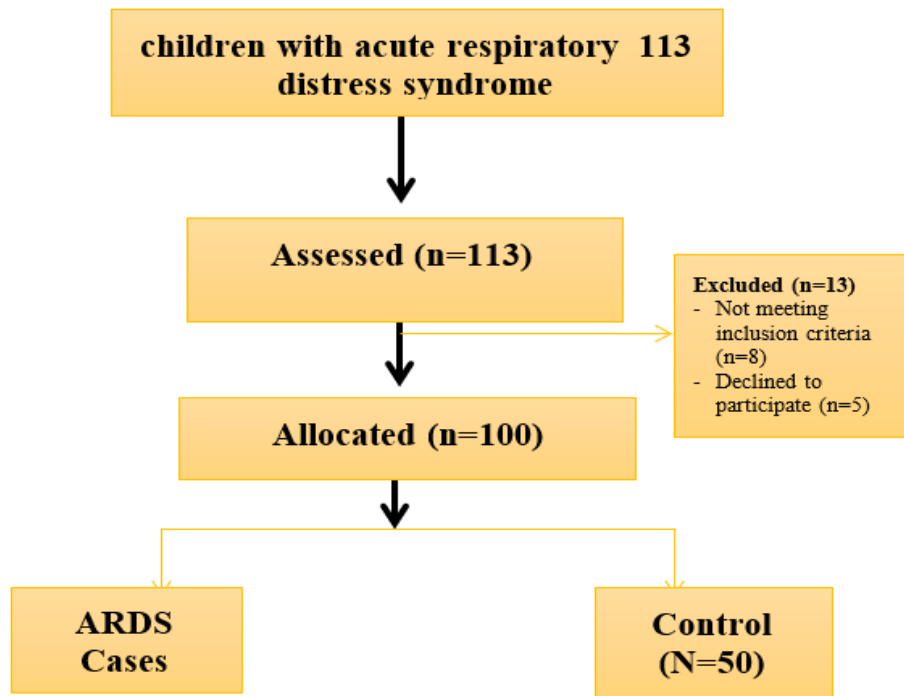 children with acute respiratory 113
distress syndrome
Assessed (n=113)
Excluded (n=13)
- Not meeting
inclusion criteria
(n=8)
- Declined to
participate (n=5)
Allocated (n=100)
ARDS
Cases
Control
(N=50)